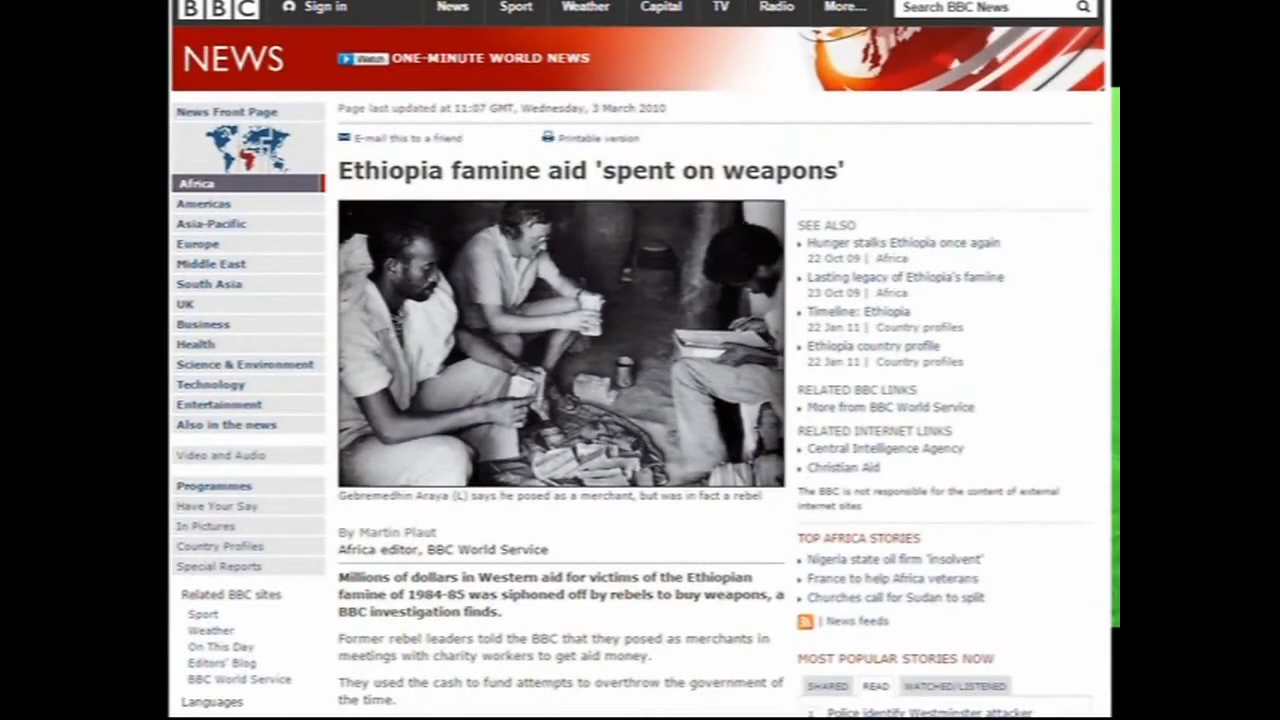 BBC
Sign in
News
Sport
Weather
Capital
TV
Radio
More...
Search BBC News
NEWS
Watch ONE-MINUTE WORLD NEWS
News Front Page
Africa
Americas
Asia-Pacific
Europe
Middle East
South Asia
UK
Business
Health
Science & Environment
Technology
Entertainment
Also in the news
Video and Audio
Programmes
Have Your Say
In Pictures
Country Profiles
Special Reports
Related BBC sites
Sport
Weather
On This Day
Editors' Blog
BBC World Service
Languages
Page last updated at 11:07 GMT, Wednesday, 3 March 2010
E-mail this to a friend
Printable version
Ethiopia famine aid 'spent on weapons'
Gebremedhin Araya (L) says he posed as a merchant, but was in fact a rebel
By Martin Plaut
Africa editor, BBC World Service
Millions of dollars in Western aid for victims of the Ethiopian
famine of 1984-85 was siphoned off by rebels to buy weapons, a
BBC investigation finds.
Former rebel leaders told the BBC that they posed as merchants in
meetings with charity workers to get aid money.
They used the cash to fund attempts to overthrow the government of
the time.
SEE ALSO
Hunger stalks Ethiopia once again
22 Oct 09 | Africa
Lasting legacy of Ethiopia's famine
23 Oct 09 | Africa
Timeline: Ethiopia
22 Jan 11 | Country profiles
Ethiopia country profile
22 Jan 11 | Country profiles
RELATED BBC LINKS
More from BBC World Service
RELATED INTERNET LINKS
Central Intelligence Agency
Christian Aid
The BBC is not responsible for the content of external
internet sites
TOP AFRICA STORIES
Nigeria state oil firm 'insolvent'
France to help Africa veterans
Churches call for Sudan to split
| News feeds
MOST POPULAR STORIES NOW
SHARED
READ
WATCHED/LISTENED
1 Police identify Westminster attacker